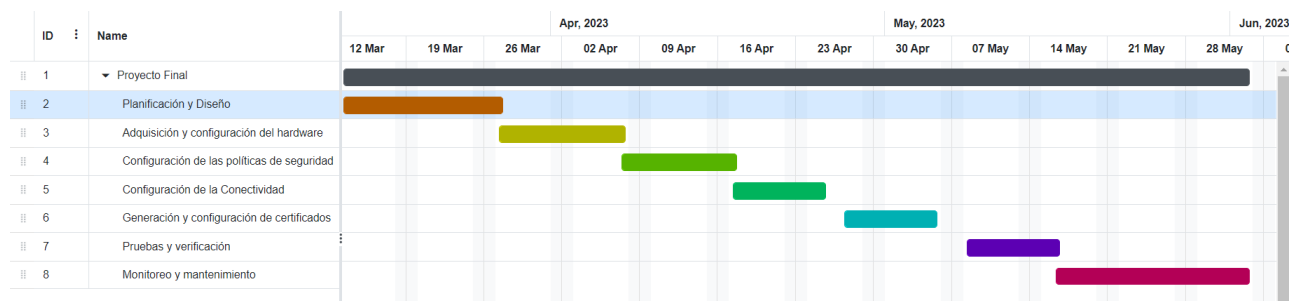 Apr, 2023 May, 2023 Jun, 2023
ID Name
12 Mar 19 Mar 26 Mar 02 Apr 09 Apr 16 Apr 23 Apr 30 Apr 07 May 14 May 21 May 28 May
1 Proyecto Final
2 Planificación y Diseño
3 Adquisición y configuración del hardware
4 Configuración de las políticas de seguridad
5 Configuración de la Conectividad
6 Generación y configuración de certificados
7 Pruebas y verificación
8 Monitoreo y mantenimiento